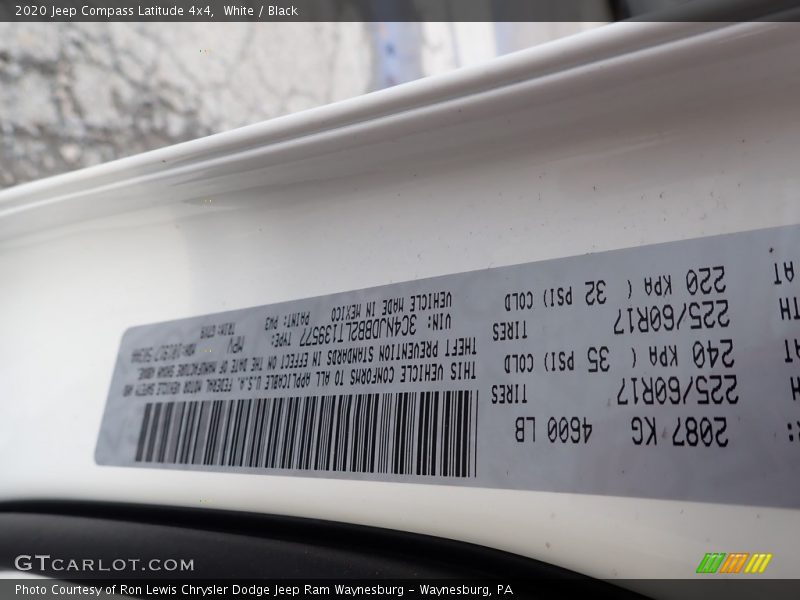 2020 Jeep Compass Latitude 4x4, White / Black
2087 KG 4600 LB
225/60R17 TIRES
240 KPA ( 35 PSI) COLD
225/60R17 TIRES
220 KPA ( 32 PSI) COLD
THIS VEHICLE CONFORMS TO ALL APPLICABLE U.S.A. FEDERAL MOTOR VEHICLE SAFETY AND
THEFT PREVENTION STANDARDS IN EFFECT ON THE DATE OF MANUFACTURE SHOWN ABOVE.
VIN: 3C4NJDBB2LT139577 TYPE: MPV
VEHICLE MADE IN MEXICO PAINT: PW3 TRIM:
AT
GTCARLOT.COM
Photo Courtesy of Ron Lewis Chrysler Dodge Jeep Ram Waynesburg - Waynesburg, PA